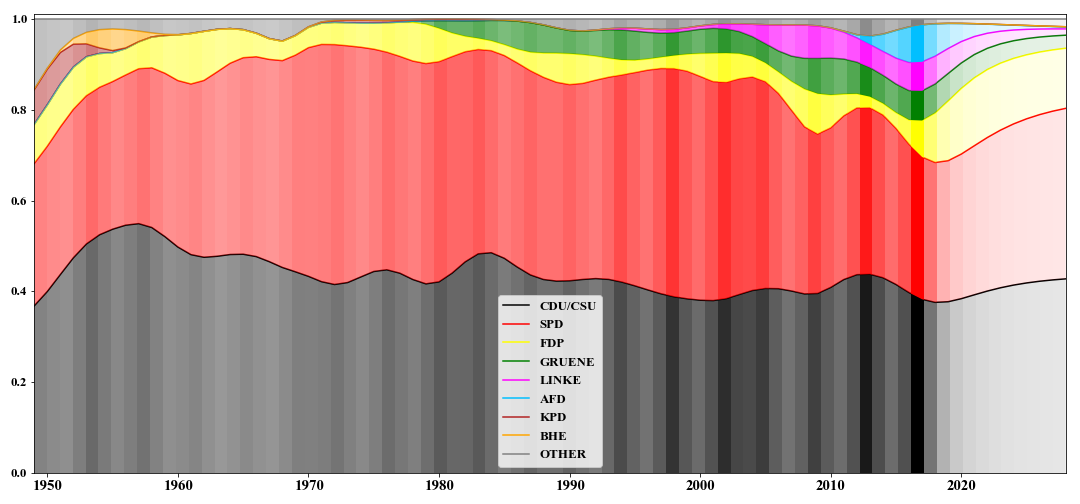 1.0
0.8
0.6
0.4
0.2
0.0
CDU/CSU
SPD
FDP
GRUENE
LINKE
AFD
KPD
BHE
OTHER
1950 1960 1970 1980 1990 2000 2010 2020